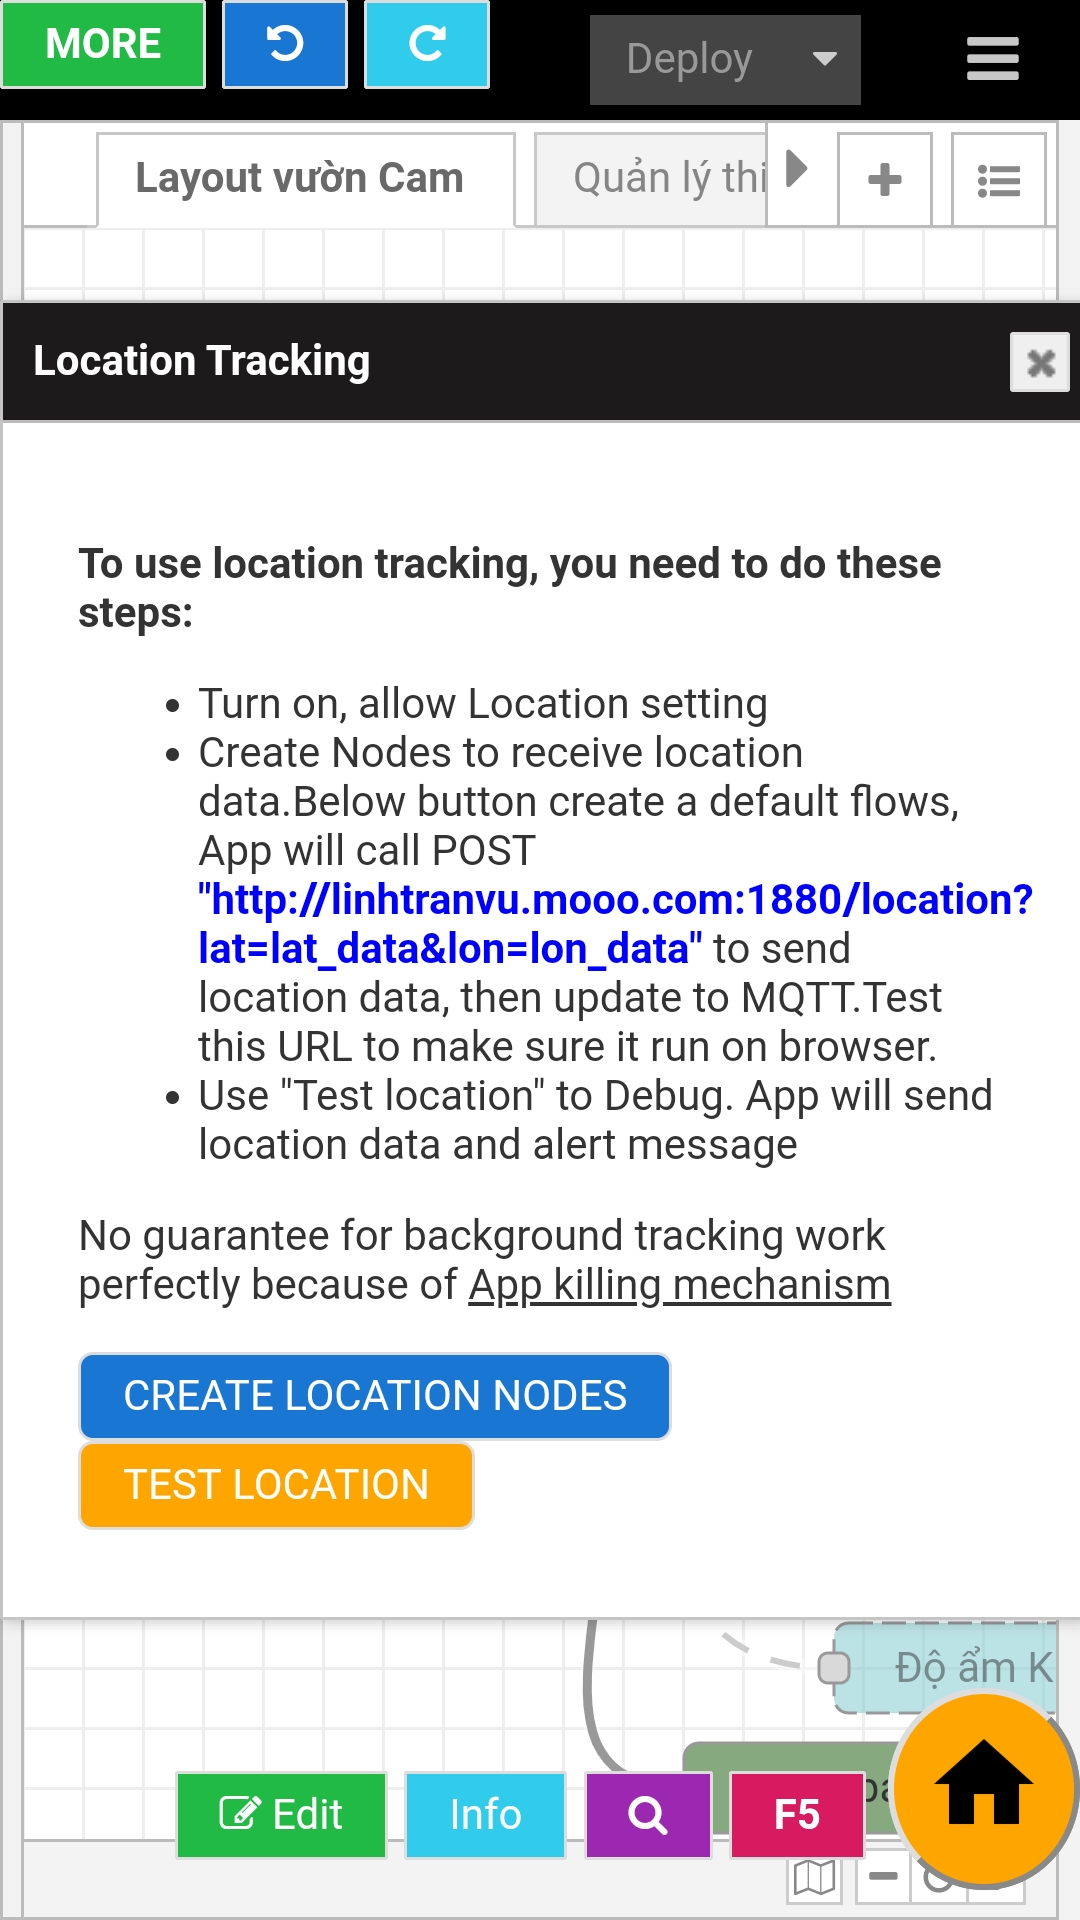 MORE
Deploy
Layout vườn Cam
Quản lý thi
Location Tracking
To use location tracking, you need to do these
steps:
Turn on, allow Location setting
Create Nodes to receive location
data.Below button create a default flows,
App will call POST
"http://linhtranvu.mooo.com:1880/location?
lat=lat_data&lon=lon_data" to send
location data, then update to MQTT.Test
this URL to make sure it run on browser.
Use "Test location" to Debug. App will send
location data and alert message
No guarantee for background tracking work
perfectly because of App killing mechanism
CREATE LOCATION NODES
TEST LOCATION
Độ ẩm K
Edit
Info
F5